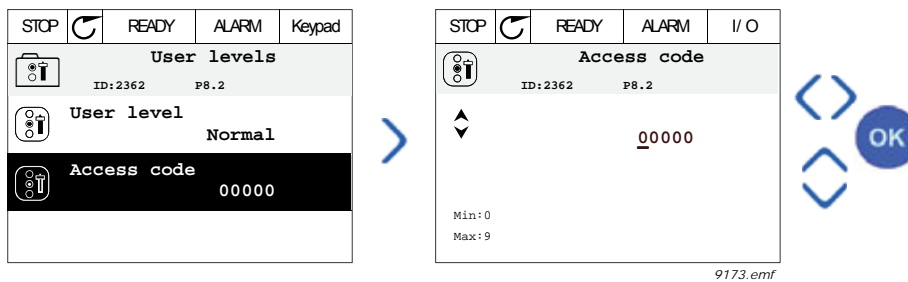 STOP READY ALARM Keypad
User levels
ID:2362 P8.2
User level
Normal
Access code
00000
STOP READY ALARM I/O
Access code
ID:2362 P8.2
00000
Min:0
Max:9
OK
9173.emf